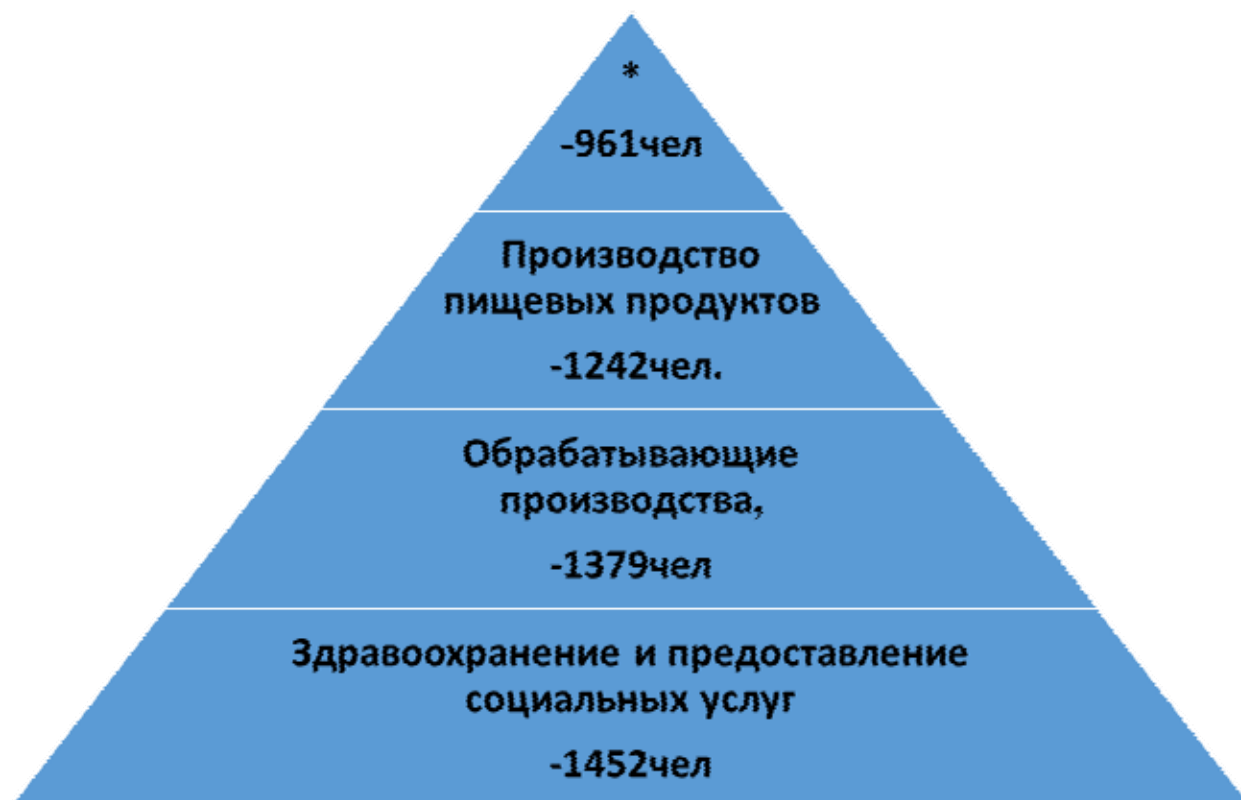 *
-961чел
Производство
пищевых продуктов
-1242чел.
Обрабатывающие
производства,
-1379чел
Здравоохранение и предоставление
социальных услуг
-1452чел